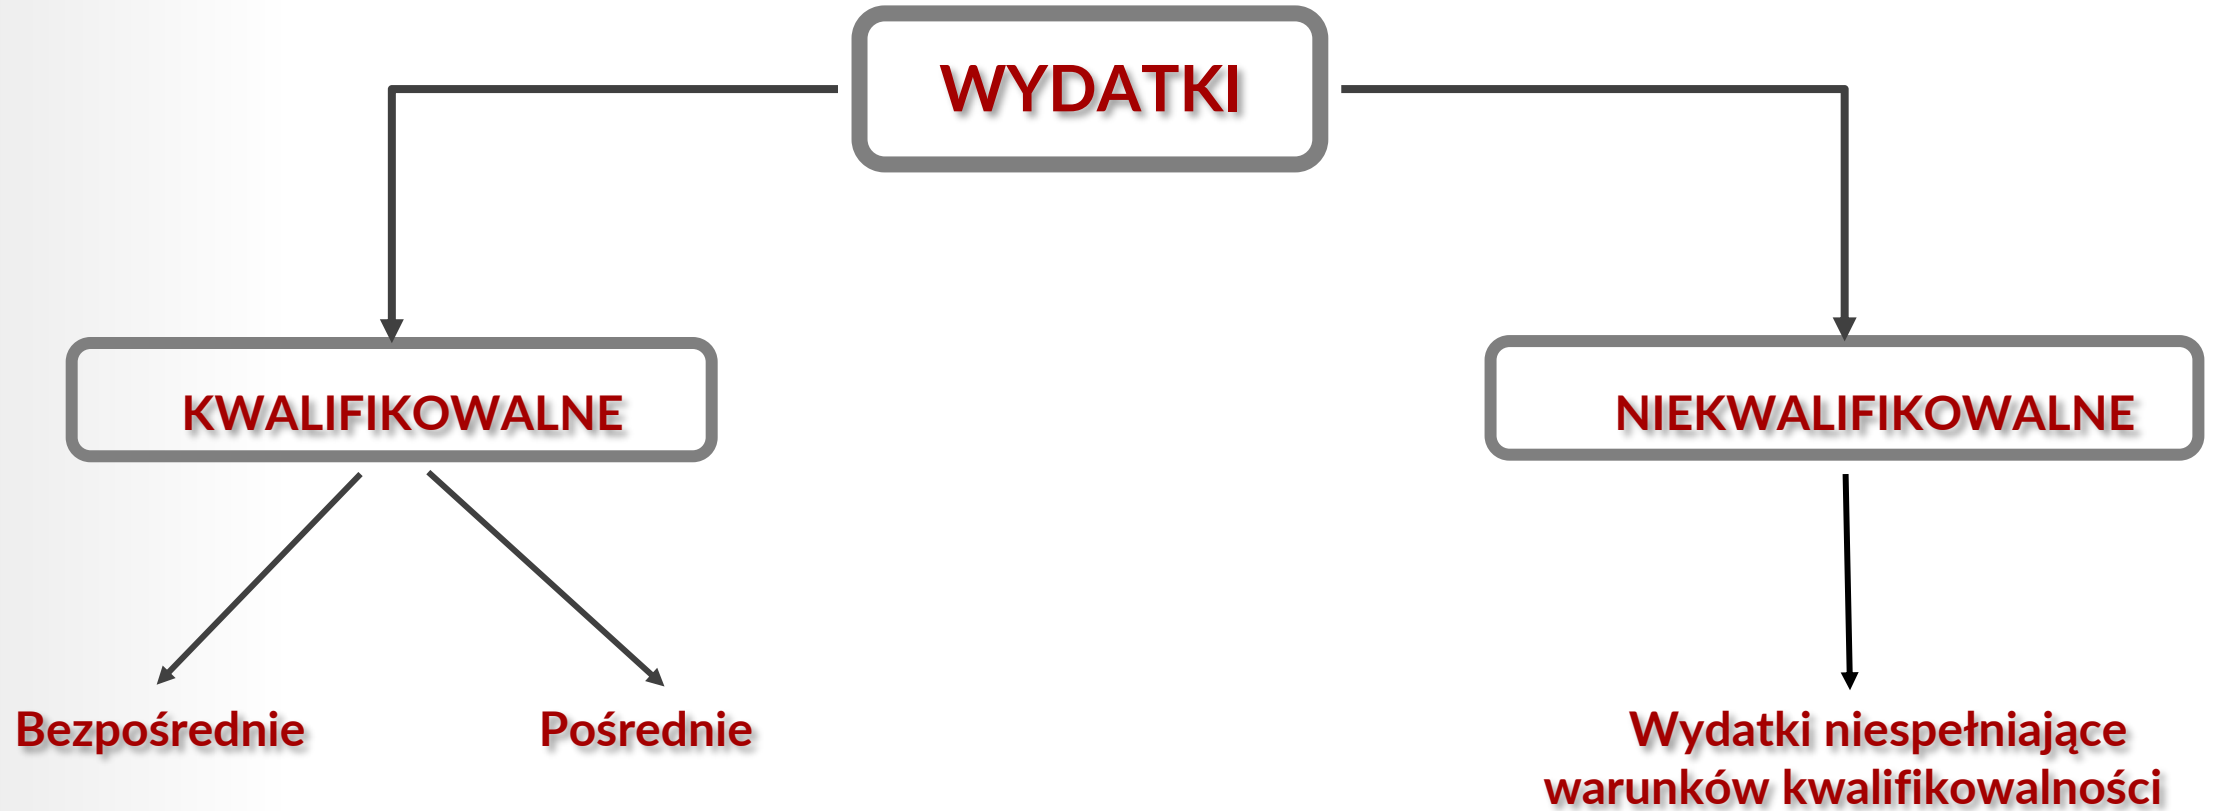 WYDATKI
KWALIFIKOWALNE
NIEKWALIFIKOWALNE
Bezpośrednie
Pośrednie
Wydatki niespełniające
warunków kwalifikowalności